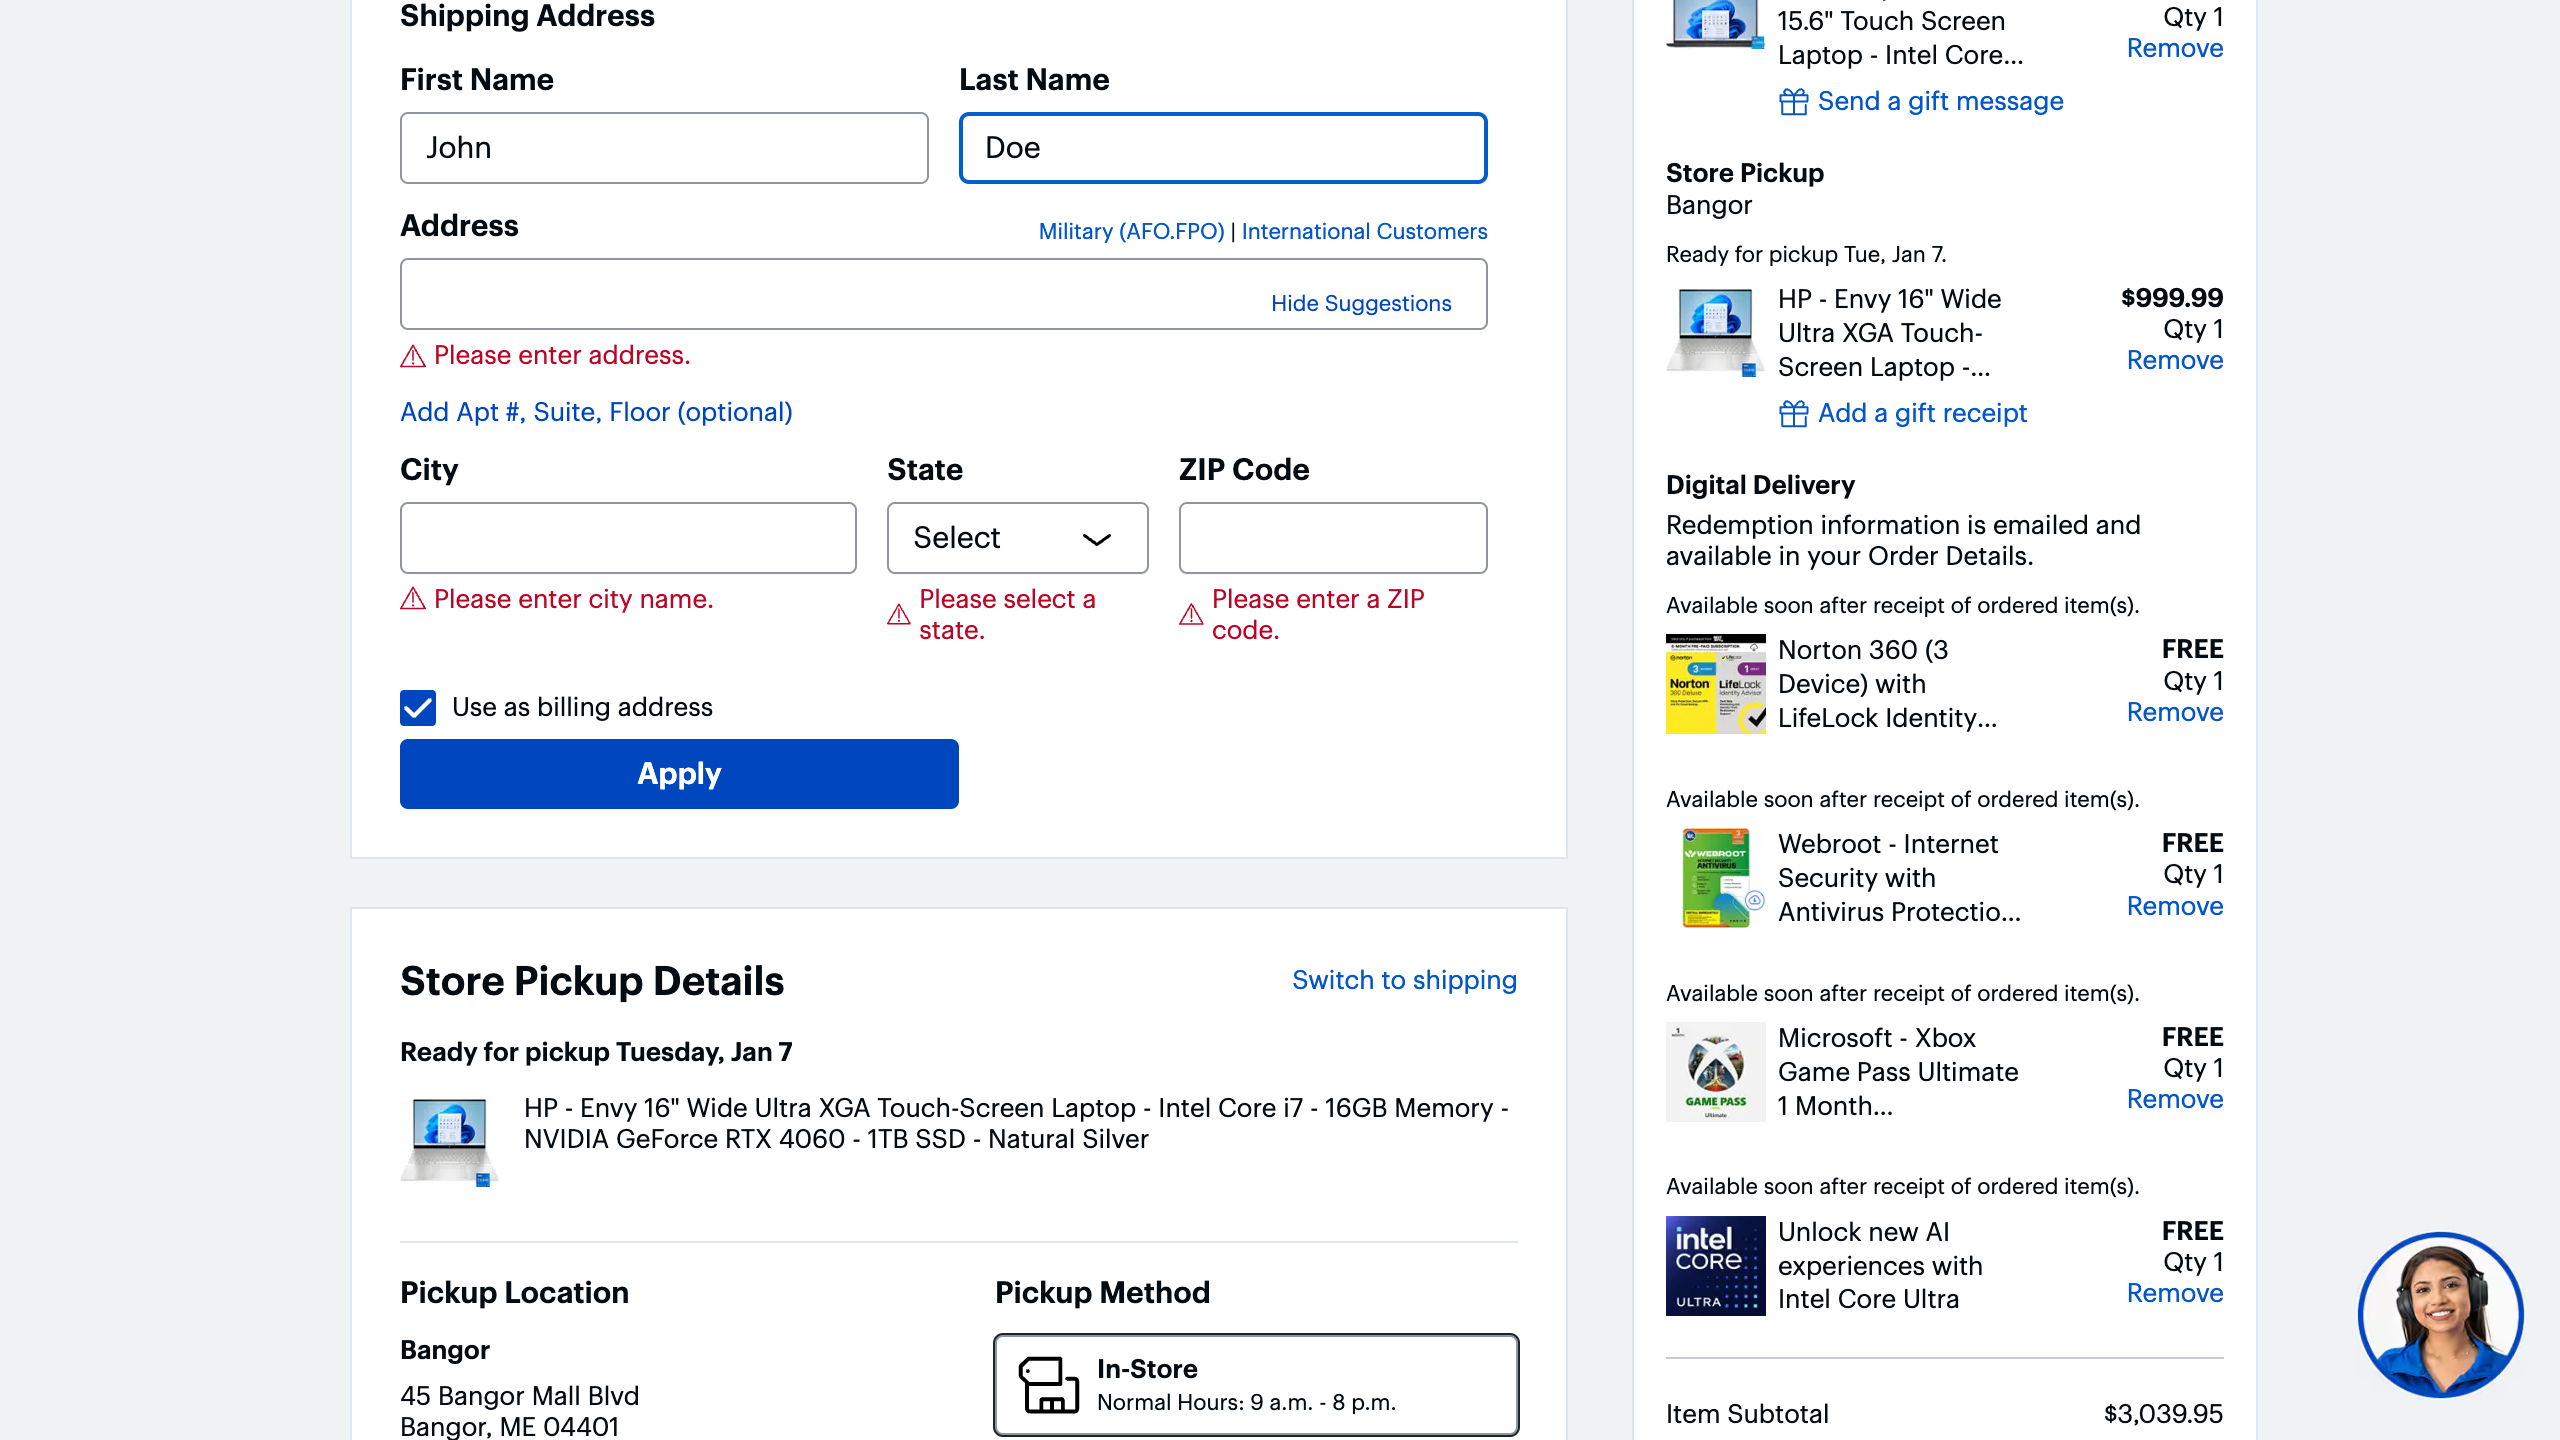 Shipping Address
First Name
Last Name
John
Doe
Address
Military (AFO.FPO) | International Customers
Hide Suggestions
Please enter address.
Add Apt #, Suite, Floor (optional)
City
State
ZIP Code
Select
Please enter city name.
Please select a
state.
Please enter a ZIP
code.
Use as billing address
Apply
Store Pickup Details
Switch to shipping
Ready for pickup Tuesday, Jan 7
HP - Envy 16" Wide Ultra XGA Touch-Screen Laptop - Intel Core i7 - 16GB Memory -
NVIDIA GeForce RTX 4060 - 1TB SSD - Natural Silver
Pickup Location
Bangor
45 Bangor Mall Blvd
Bangor, ME 04401
Pickup Method
In-Store
Normal Hours: 9 a.m. - 8 p.m.
15.6" Touch Screen
Laptop - Intel Core...
Qty 1
Remove
Send a gift message
Store Pickup
Bangor
Ready for pickup Tue, Jan 7.
HP - Envy 16" Wide
Ultra XGA Touch-
Screen Laptop -...
$999.99
Qty 1
Remove
Add a gift receipt
Digital Delivery
Redemption information is emailed and
available in your Order Details.
Available soon after receipt of ordered item(s).
Norton
LifeLock
Norton 360 (3
Device) with
LifeLock Identity...
FREE
Qty 1
Remove
Available soon after receipt of ordered item(s).
WEBROOT
ANTIVIRUS
Webroot - Internet
Security with
Antivirus Protectio...
FREE
Qty 1
Remove
Available soon after receipt of ordered item(s).
GAME PASS
Ultimate
Microsoft - Xbox
Game Pass Ultimate
1 Month...
FREE
Qty 1
Remove
Available soon after receipt of ordered item(s).
intel
CORE
ULTRA
Unlock new AI
experiences with
Intel Core Ultra
FREE
Qty 1
Remove
Item Subtotal
$3,039.95